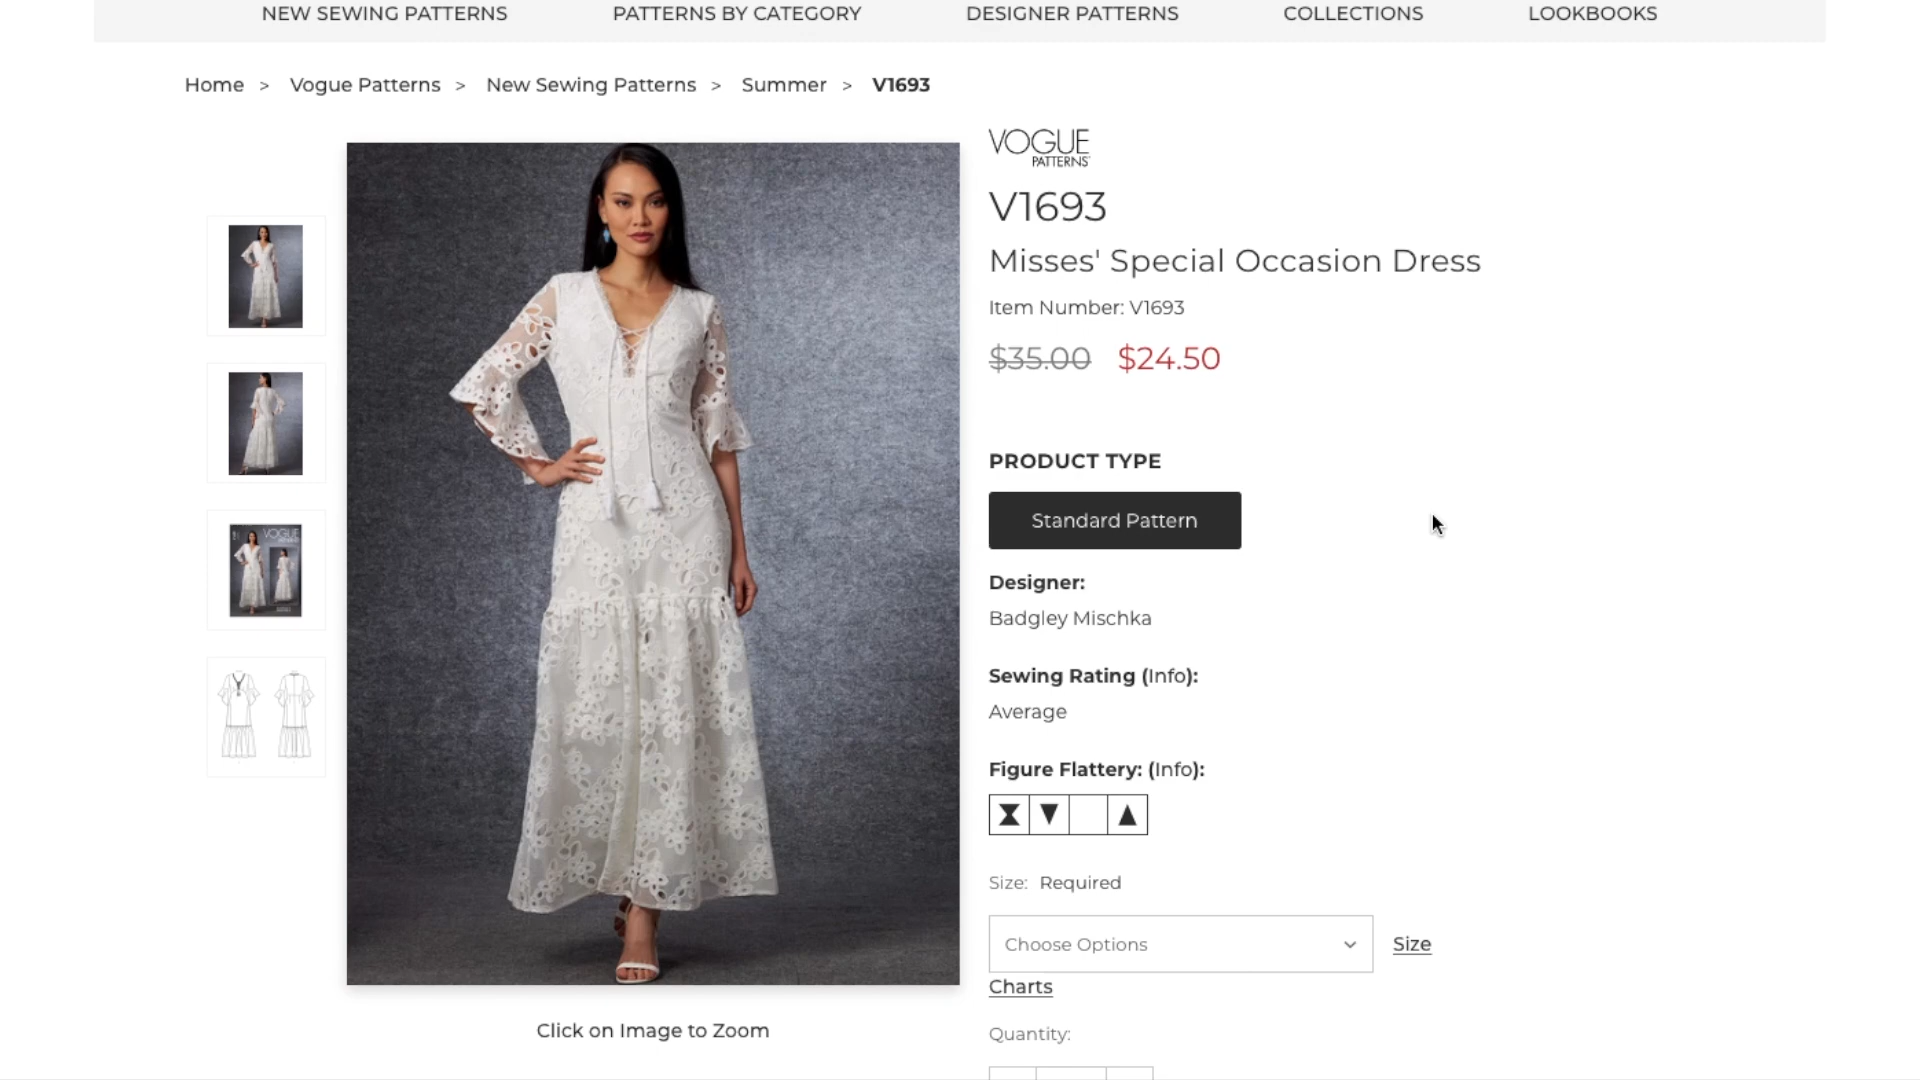 NEW SEWING PATTERNS PATTERNS BY CATEGORY DESIGNER PATTERNS COLLECTIONS LOOKBOOKS
Home > Vogue Patterns > New Sewing Patterns > Summer > V1693
VOGUE
PATTERNS
V1693
Misses' Special Occasion Dress
Item Number: V1693
$35.00 $24.50
PRODUCT TYPE
Standard Pattern
Designer:
Badgley Mischka
Sewing Rating (Info):
Average
Figure Flattery: (Info):
Size: Required
Choose Options
Size
Charts
Quantity:
Click on Image to Zoom
VOGUE